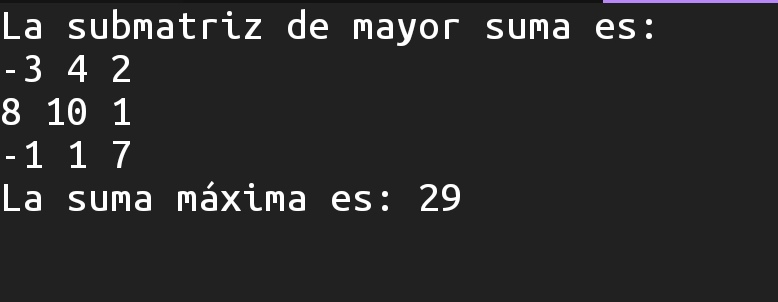 La submatriz de mayor suma es:
-3 4 2
8 10 1
-1 1 7
La suma máxima es: 29